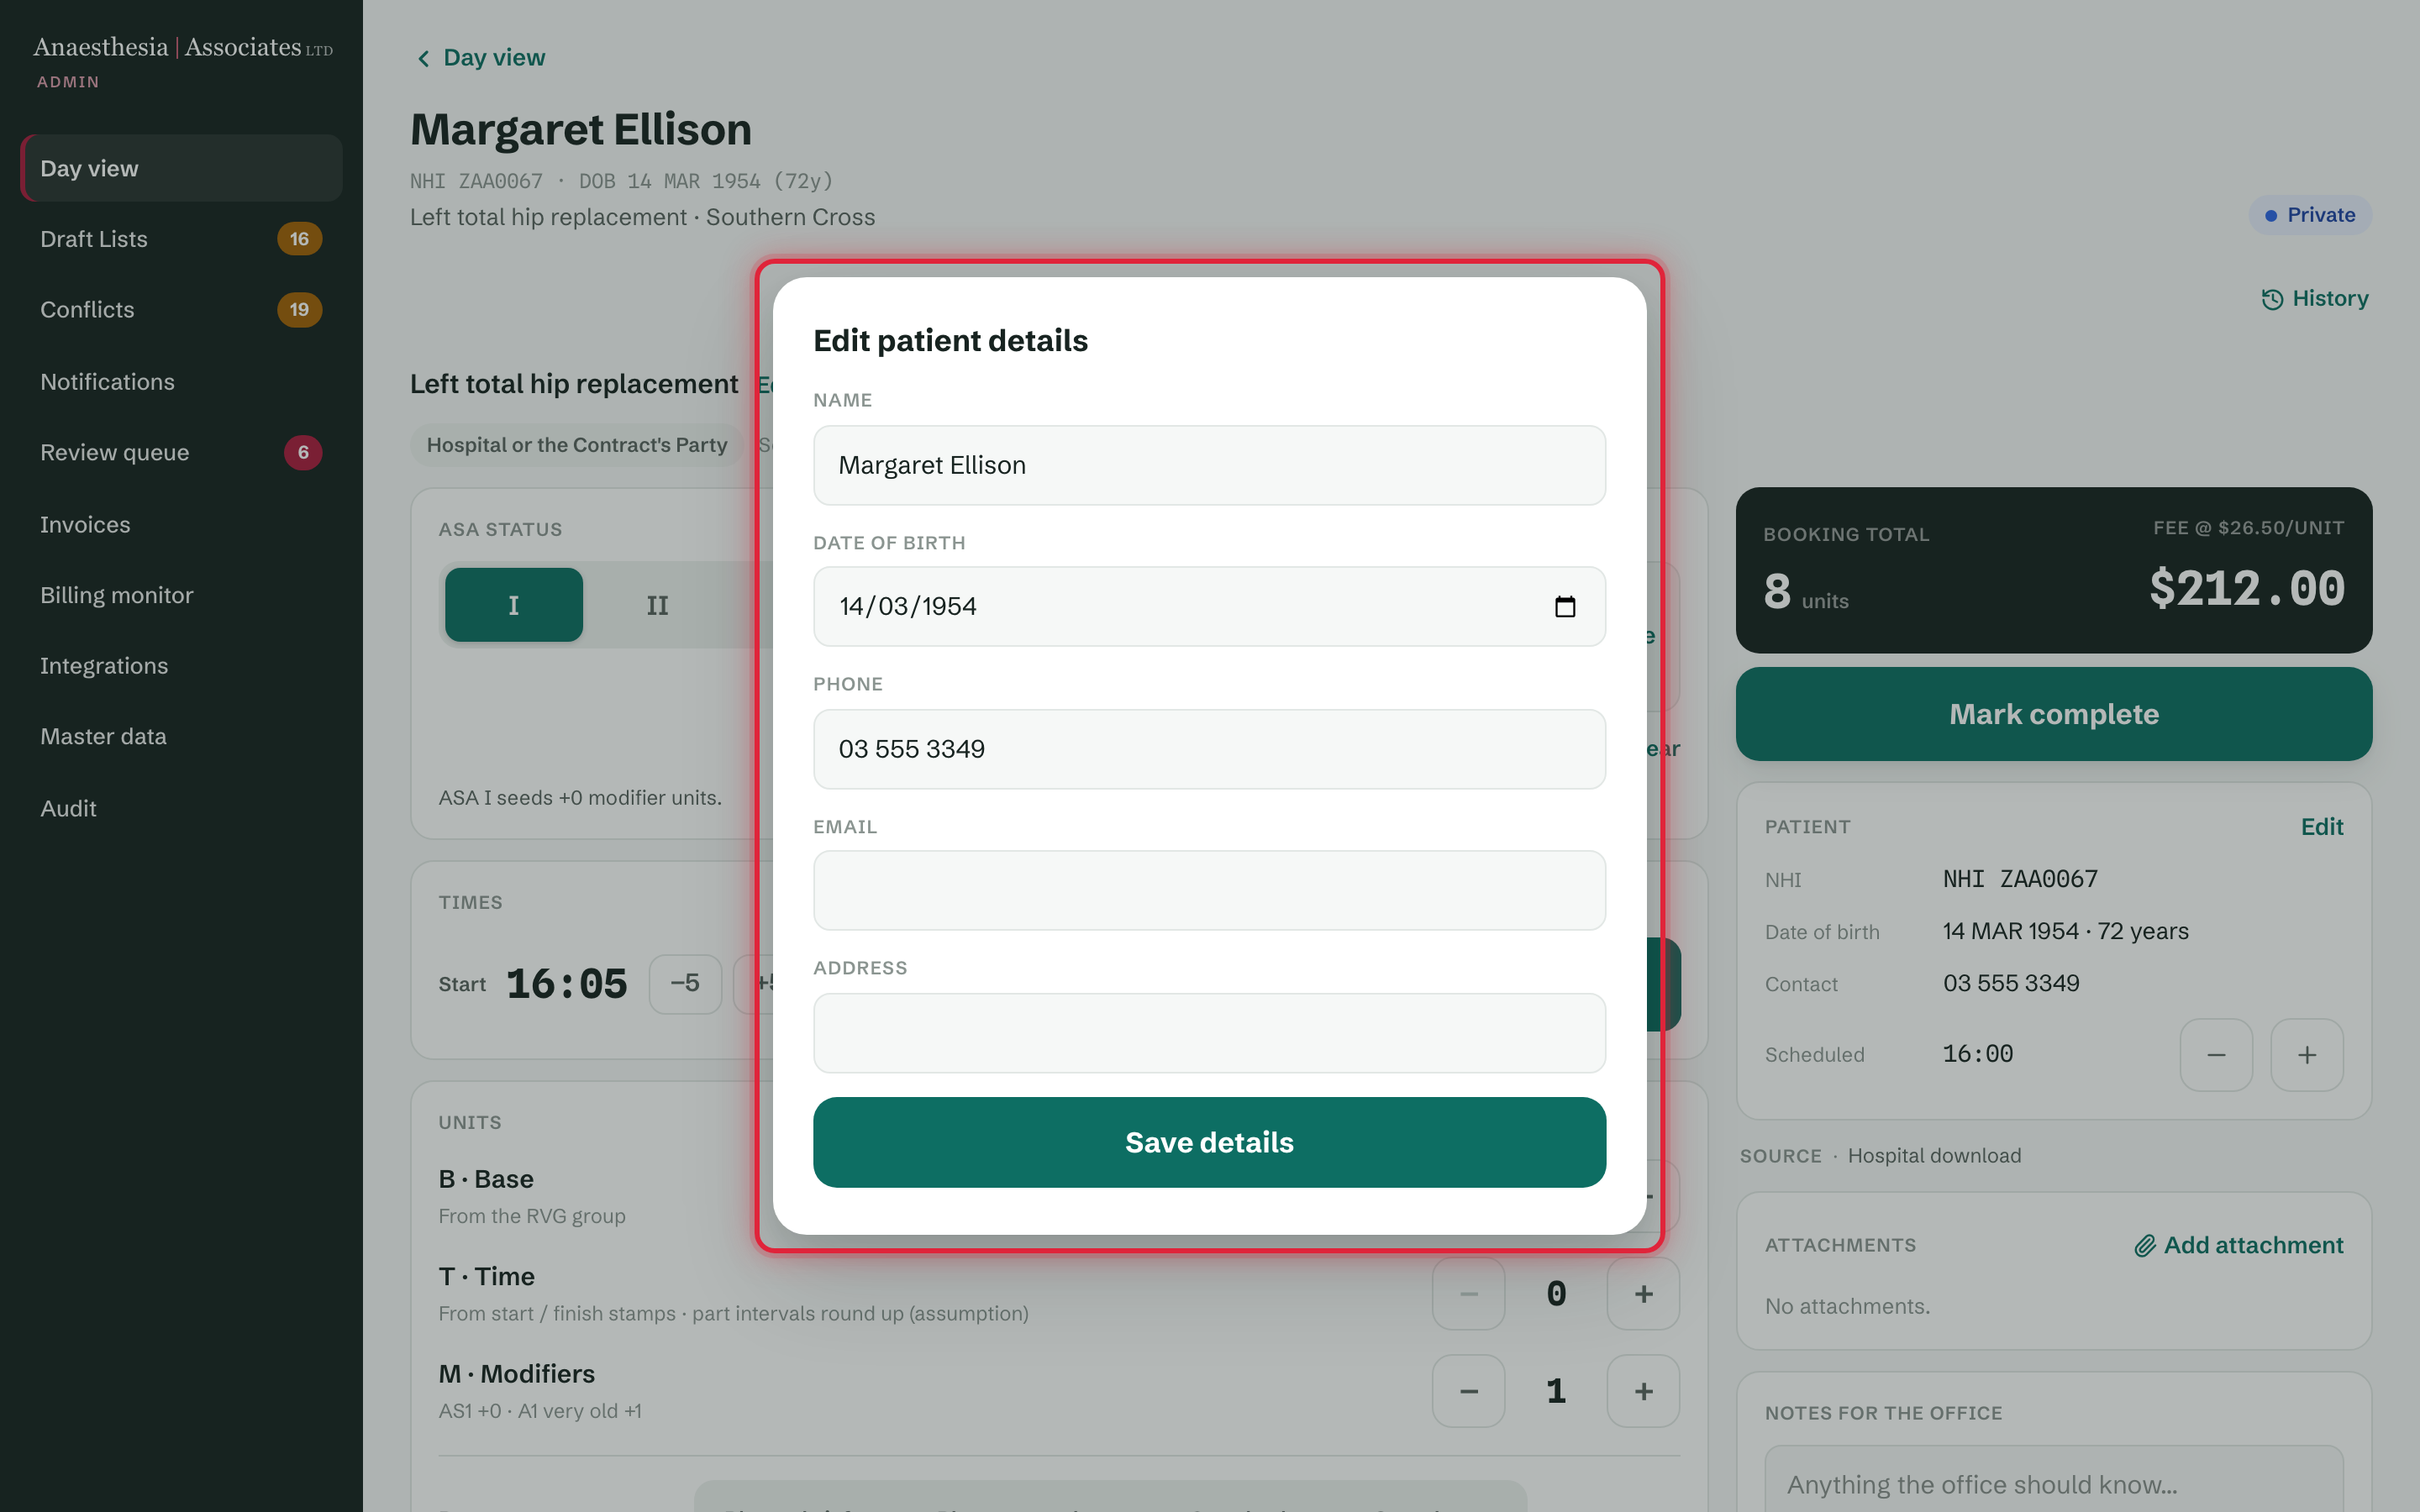 Anaesthesia | Associates LTD
ADMIN
Day view
Draft Lists 16
Conflicts 19
Notifications
Review queue 6
Invoices
Billing monitor
Integrations
Master data
Audit
Day view
Margaret Ellison
NHI ZAA0067 · DOB 14 MAR 1954 (72y)
Left total hip replacement · Southern Cross
Private
History
Left total hip replacement
Hospital or the Contract's Party
ASA STATUS
I II
ASA I seeds +0 modifier units.
TIMES
Start 16:05 −5
UNITS
B · Base
From the RVG group
T · Time
From start / finish stamps · part intervals round up (assumption)
− 0 +
M · Modifiers
AS1 +0 · A1 very old +1
− 1 +
Edit patient details
NAME
Margaret Ellison
DATE OF BIRTH
14/03/1954
PHONE
03 555 3349
EMAIL
ADDRESS
Save details
BOOKING TOTAL
FEE @ $26.50/UNIT
8 units
$212.00
Mark complete
PATIENT
Edit
NHI NHI ZAA0067
Date of birth 14 MAR 1954 · 72 years
Contact 03 555 3349
Scheduled 16:00 − +
SOURCE · Hospital download
ATTACHMENTS
Add attachment
No attachments.
NOTES FOR THE OFFICE
Anything the office should know...